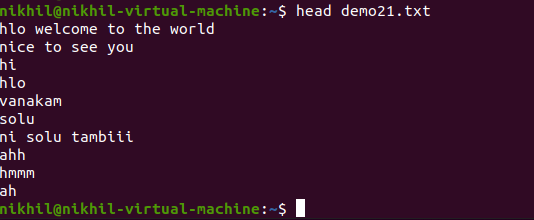 nikhil@nikhil-virtual-machine:~$ head demo21.txt
hlo welcome to the world
nice to see you
hi
hlo
vanakam
solu
ni solu tambiii
ahh
hmmm
ah
nikhil@nikhil-virtual-machine:~$